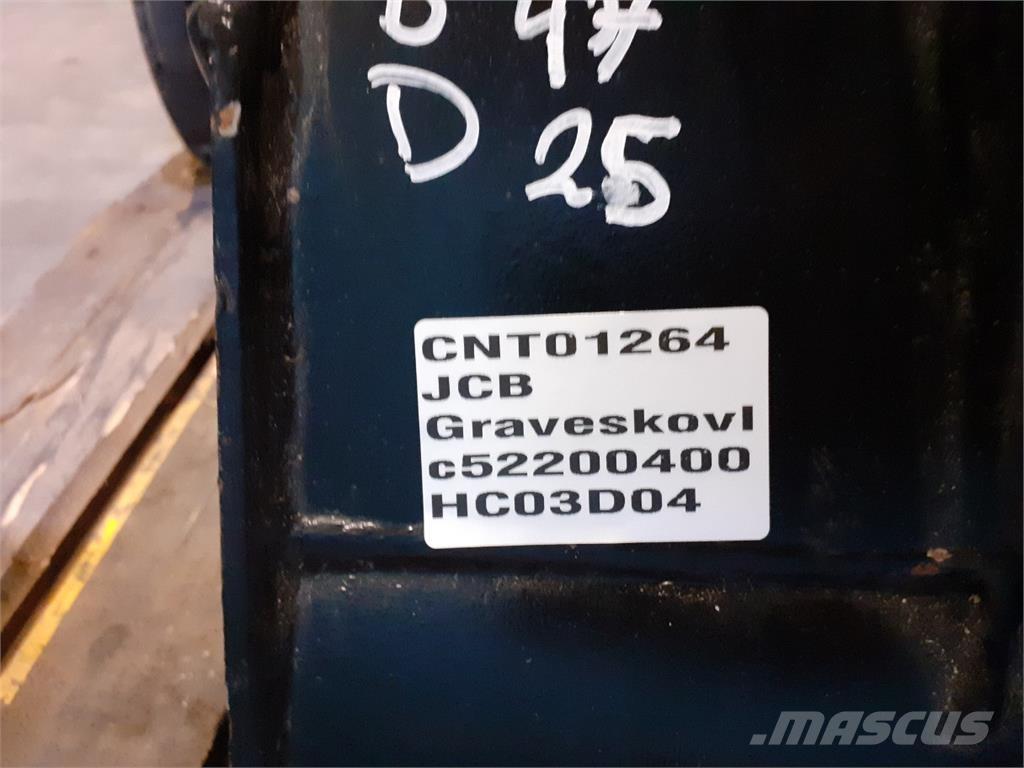 D 25
CNT01264
JCB
Graveskovl
c52200400
HC03D04
MASCUS